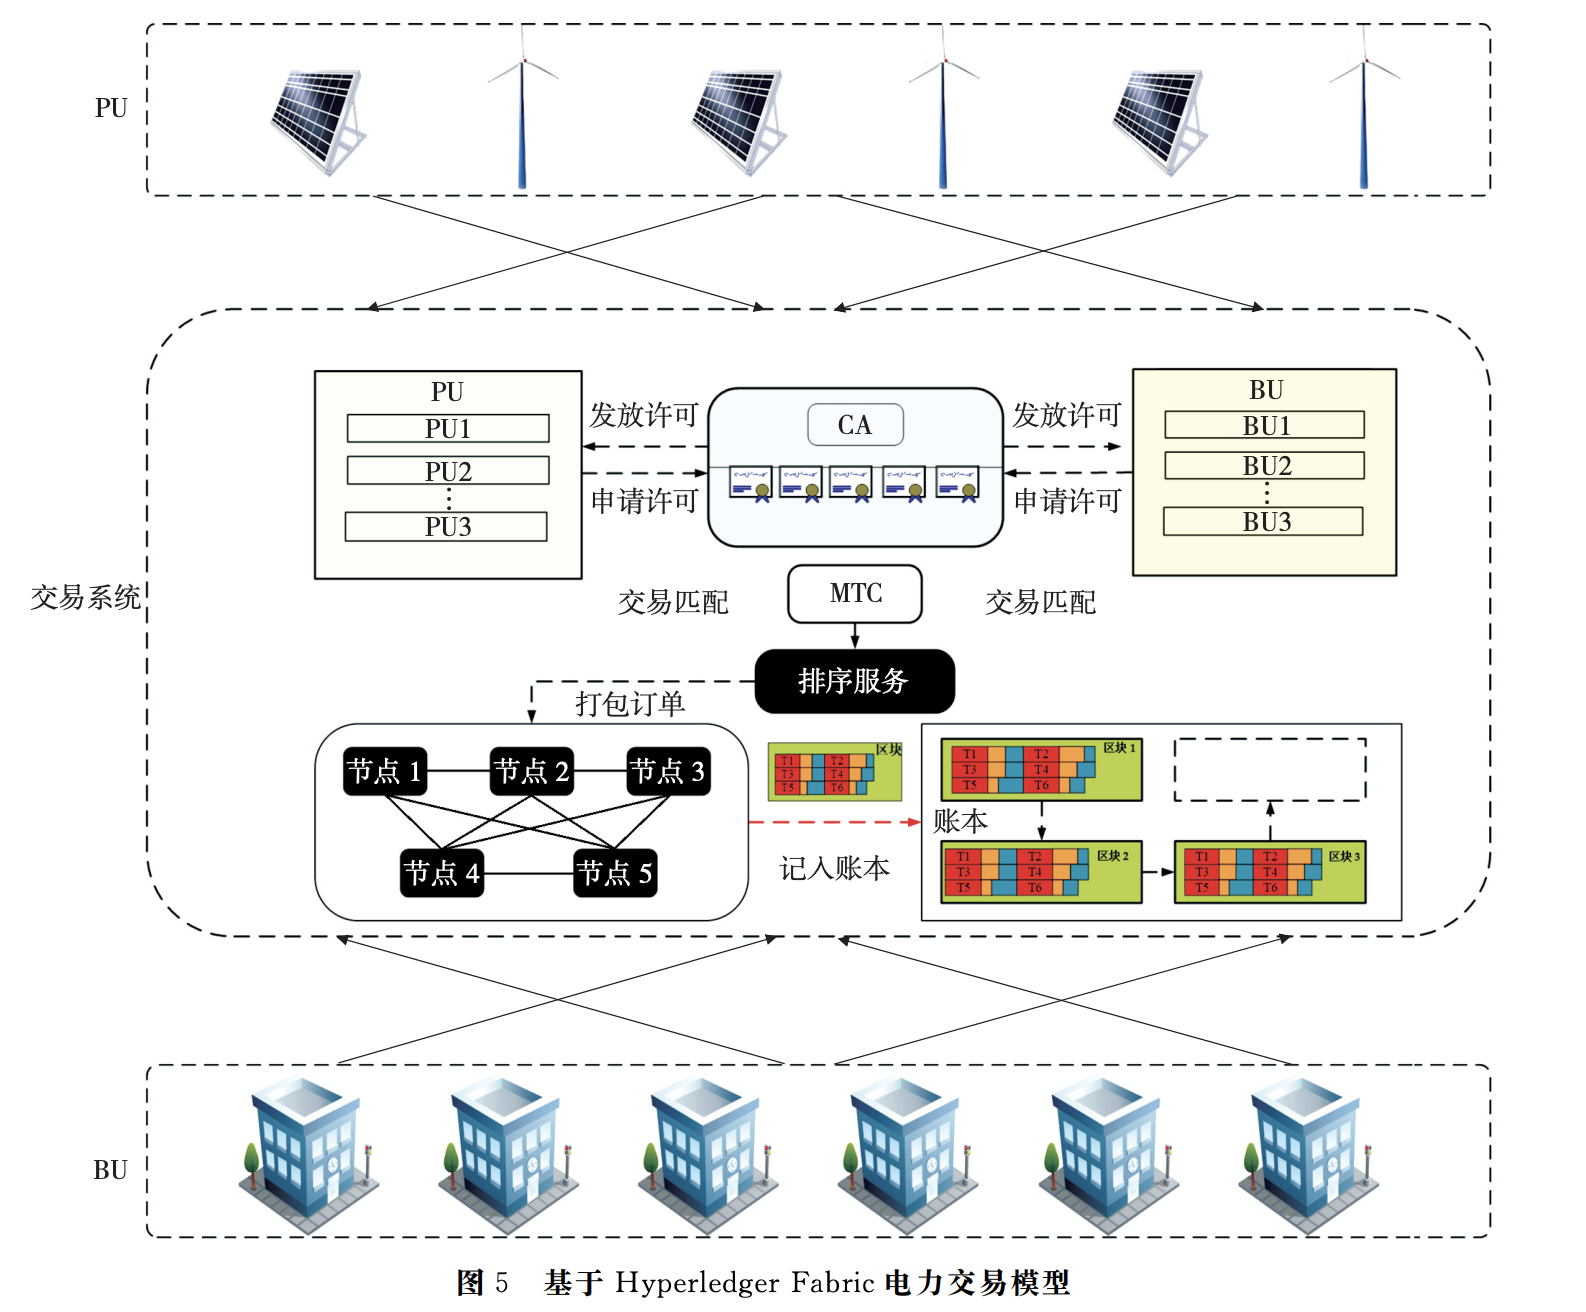 PU
PU
PU1
PU2
PU3
发放许可
申请许可
CA
发放许可
申请许可
BU
BU1
BU2
BU3
交易系统
交易匹配
MTC
交易匹配
排序服务
打包订单
节点 1
节点 2
节点 3
节点 4
节点 5
区块
T1 T2
T3 T4
T5 T6
记入账本
账本
区块 1
T1 T2
T3 T4
T5 T6
区块 2
T1 T2
T3 T4
T5 T6
区块 3
T1 T2
T3 T4
T5 T6
BU
图 5 基于 Hyperledger Fabric 电力交易模型